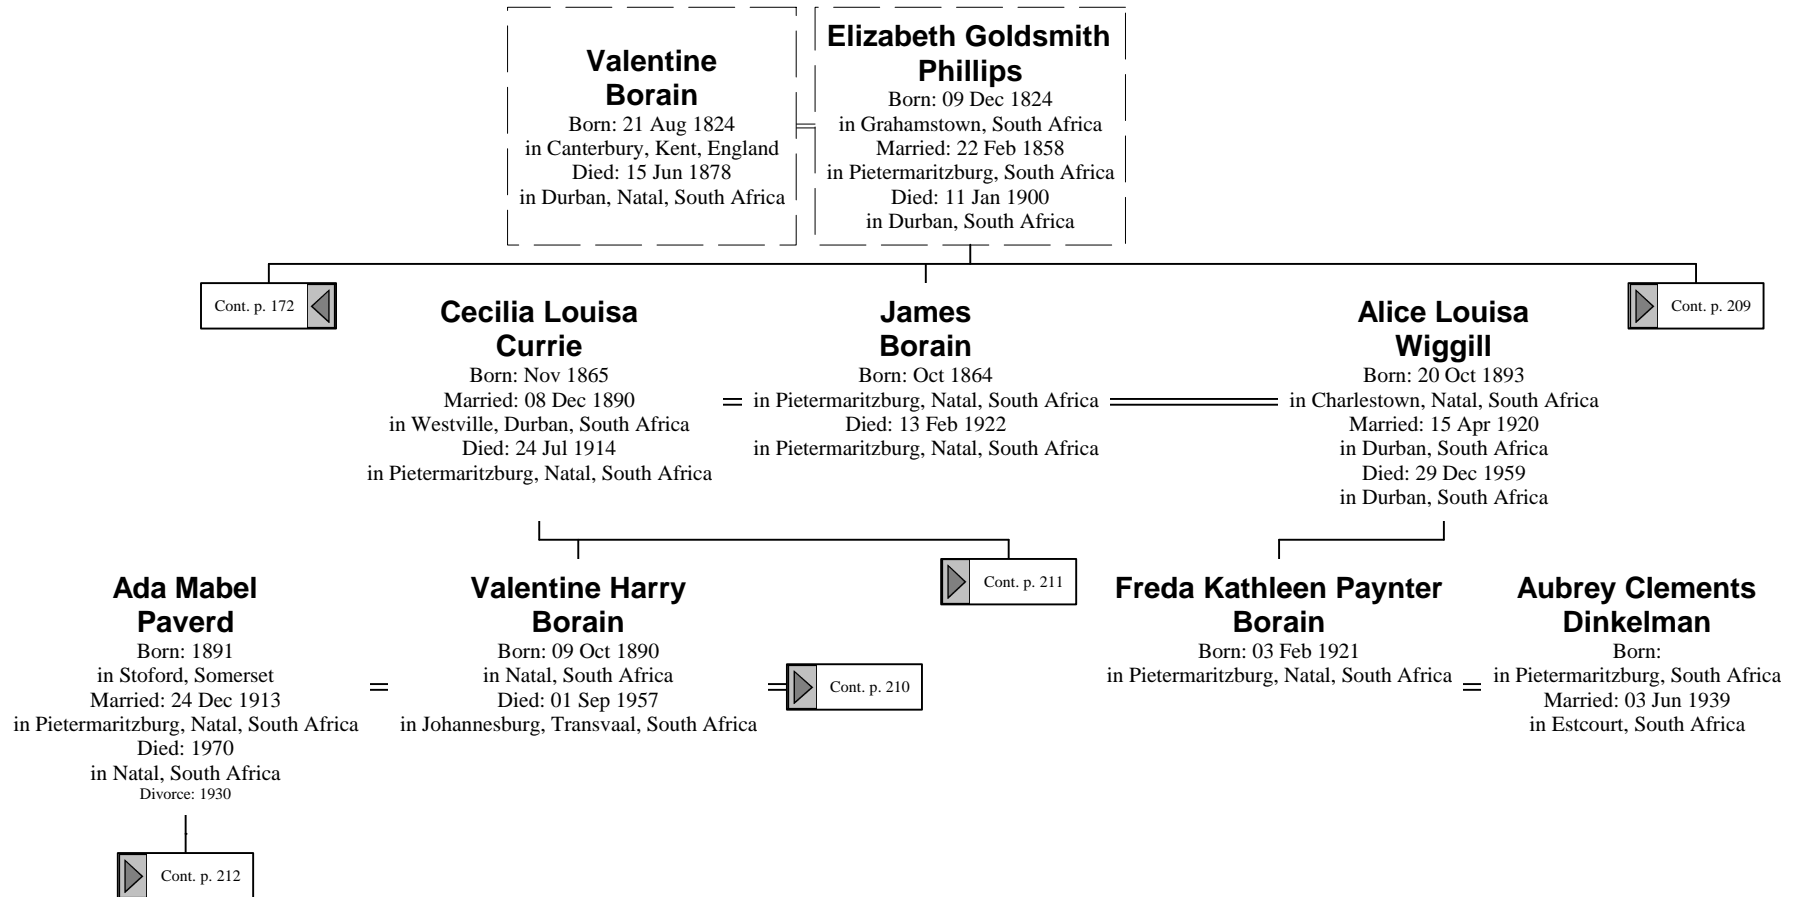 Valentine
Borain
Born: 21 Aug 1824
in Canterbury, Kent, England
Died: 15 Jun 1878
in Durban, Natal, South Africa
Elizabeth Goldsmith
Phillips
Born: 09 Dec 1824
in Grahamstown, South Africa
Married: 22 Feb 1858
in Pietermaritzburg, South Africa
Died: 11 Jan 1900
in Durban, South Africa
Cont. p. 172
Cecilia Louisa
Currie
Born: Nov 1865
Married: 08 Dec 1890
in Westville, Durban, South Africa
Died: 24 Jul 1914
in Pietermaritzburg, Natal, South Africa
James
Borain
Born: Oct 1864
in Pietermaritzburg, Natal, South Africa
Died: 13 Feb 1922
in Pietermaritzburg, Natal, South Africa
Alice Louisa
Wiggill
Born: 20 Oct 1893
in Charlestown, Natal, South Africa
Married: 15 Apr 1920
in Durban, South Africa
Died: 29 Dec 1959
in Durban, South Africa
Cont. p. 209
Ada Mabel
Paverd
Born: 1891
in Stoford, Somerset
Married: 24 Dec 1913
in Pietermaritzburg, Natal, South Africa
Died: 1970
in Natal, South Africa
Divorce: 1930
Valentine Harry
Borain
Born: 09 Oct 1890
in Natal, South Africa
Died: 01 Sep 1957
in Johannesburg, Transvaal, South Africa
Cont. p. 210
Cont. p. 211
Freda Kathleen Paynter
Borain
Born: 03 Feb 1921
in Pietermaritzburg, Natal, South Africa
Aubrey Clements
Dinkelman
Born:
in Pietermaritzburg, South Africa
Married: 03 Jun 1939
in Estcourt, South Africa
Cont. p. 212